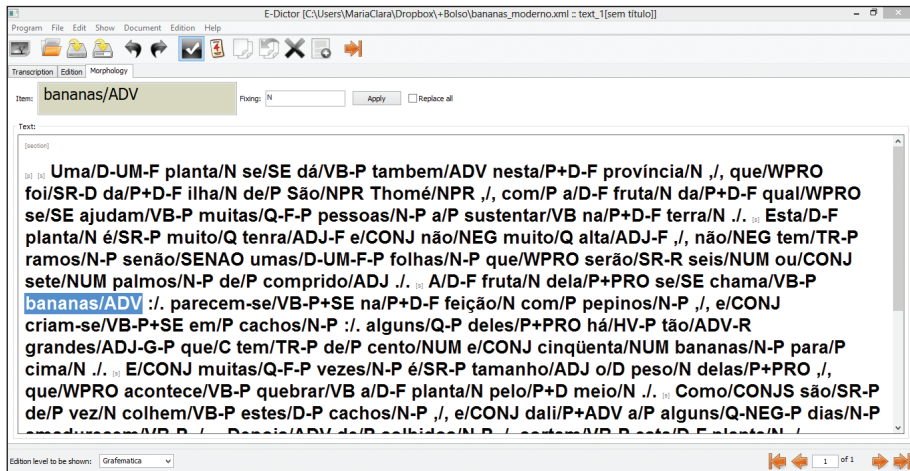 E-Dictor [C:\Users\MariaClara\Dropbox\+Bolso\bananas_moderno.xml :: text_1[sem título]]
Program File Edit Show Document Edition Help
Transcription Edition Morphology
Item: bananas/ADV Fixing: N Apply Replace all
Text:
[section]
[p] [s] Uma/D-UM-F planta/N se/SE dá/VB-P tambem/ADV nesta/P+D-F província/N ,/, que/WPRO
foi/SR-D da/P+D-F ilha/N de/P São/NPR Thomé/NPR ,/, com/P a/D-F fruta/N da/P+D-F qual/WPRO
se/SE ajudam/VB-P muitas/Q-F-P pessoas/N-P a/P sustentar/VB na/P+D-F terra/N ./. [s] Esta/D-F
planta/N é/SR-P muito/Q tenra/ADJ-F e/CONJ não/NEG muito/Q alta/ADJ-F ,/, não/NEG tem/TR-P
ramos/N-P senão/SENAO umas/D-UM-F-P folhas/N-P que/WPRO serão/SR-R seis/NUM ou/CONJ
sete/NUM palmos/N-P de/P comprido/ADJ ./. [s] A/D-F fruta/N dela/P+PRO se/SE chama/VB-P
bananas/ADV :/. parecem-se/VB-P+SE na/P+D-F feição/N com/P pepinos/N-P ,/, e/CONJ
criam-se/VB-P+SE em/P cachos/N-P :/. alguns/Q-P deles/P+PRO há/HV-P tão/ADV-R
grandes/ADJ-G-P que/C tem/TR-P de/P cento/NUM e/CONJ cinqüenta/NUM bananas/N-P para/P
cima/N ./. [s] E/CONJ muitas/Q-F-P vezes/N-P é/SR-P tamanho/ADJ o/D peso/N delas/P+PRO ,/,
que/WPRO acontece/VB-P quebrar/VB a/D-F planta/N pelo/P+D meio/N ./. [s] Como/CONJS são/SR-P
de/P vez/N colhem/VB-P estes/D-P cachos/N-P ,/, e/CONJ dali/P+ADV a/P alguns/Q-NEG-P dias/N-P
Edition level to be shown: Grafematica 1 of 1